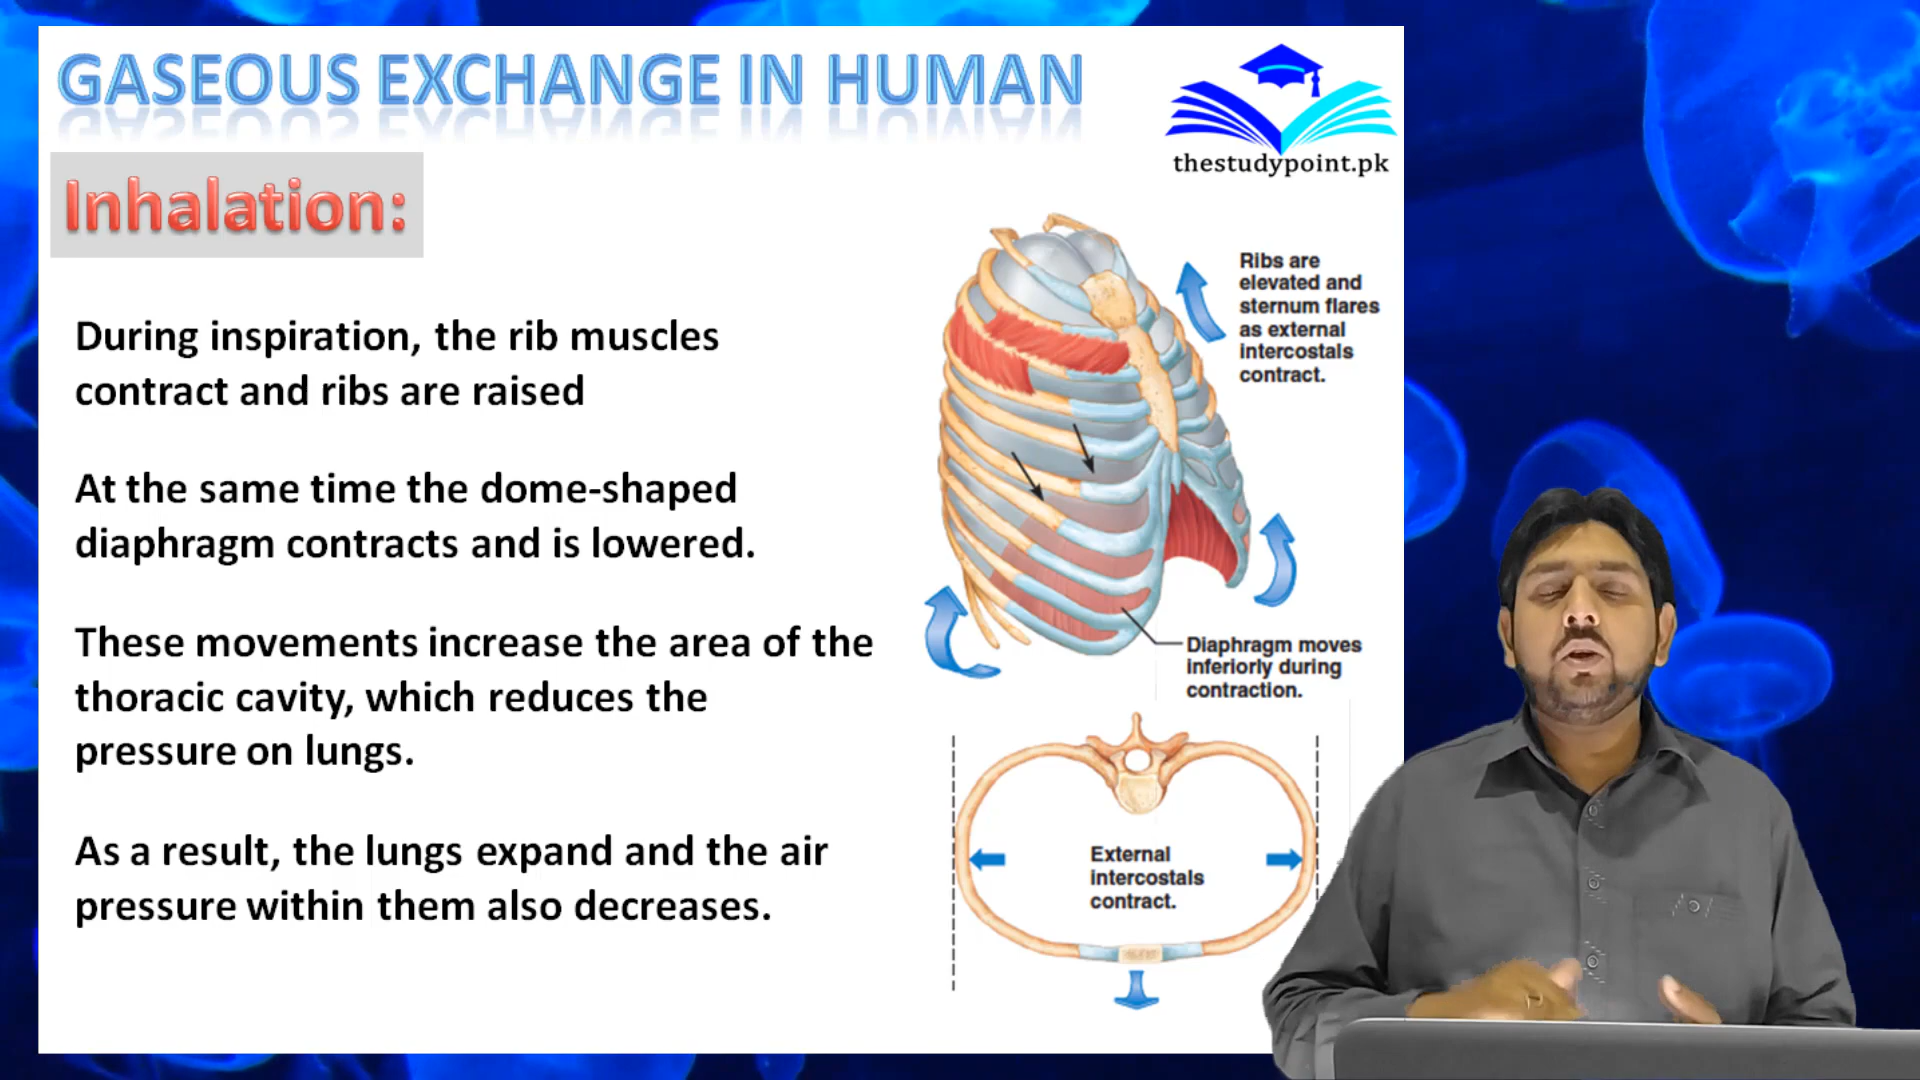 GASEOUS EXCHANGE IN HUMAN
thestudypoint.pk
Inhalation:
During inspiration, the rib muscles
contract and ribs are raised
At the same time the dome-shaped
diaphragm contracts and is lowered.
These movements increase the area of the
thoracic cavity, which reduces the
pressure on lungs.
As a result, the lungs expand and the air
pressure within them also decreases.
Ribs are
elevated and
sternum flares
as external
intercostals
contract.
Diaphragm moves
inferiorly during
contraction.
External
intercostals
contract.